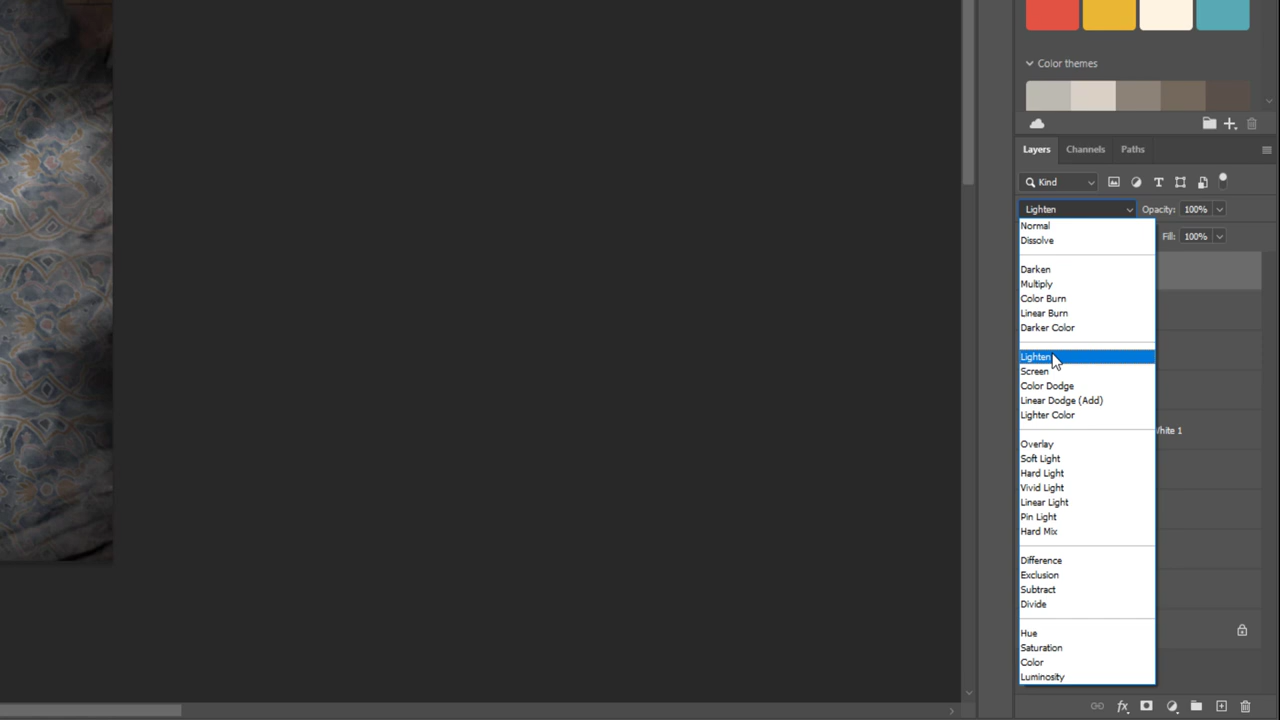 Color themes
Layers Channels Paths
Kind
Lighten Opacity: 100%
Normal
Fill: 100%
Dissolve
Darken
Multiply
Color Burn
Linear Burn
Darker Color
Lighten
Screen
Color Dodge
Linear Dodge (Add)
Lighter Color
hite 1
Overlay
Soft Light
Hard Light
Vivid Light
Linear Light
Pin Light
Hard Mix
Difference
Exclusion
Subtract
Divide
Hue
Saturation
Color
Luminosity
fx